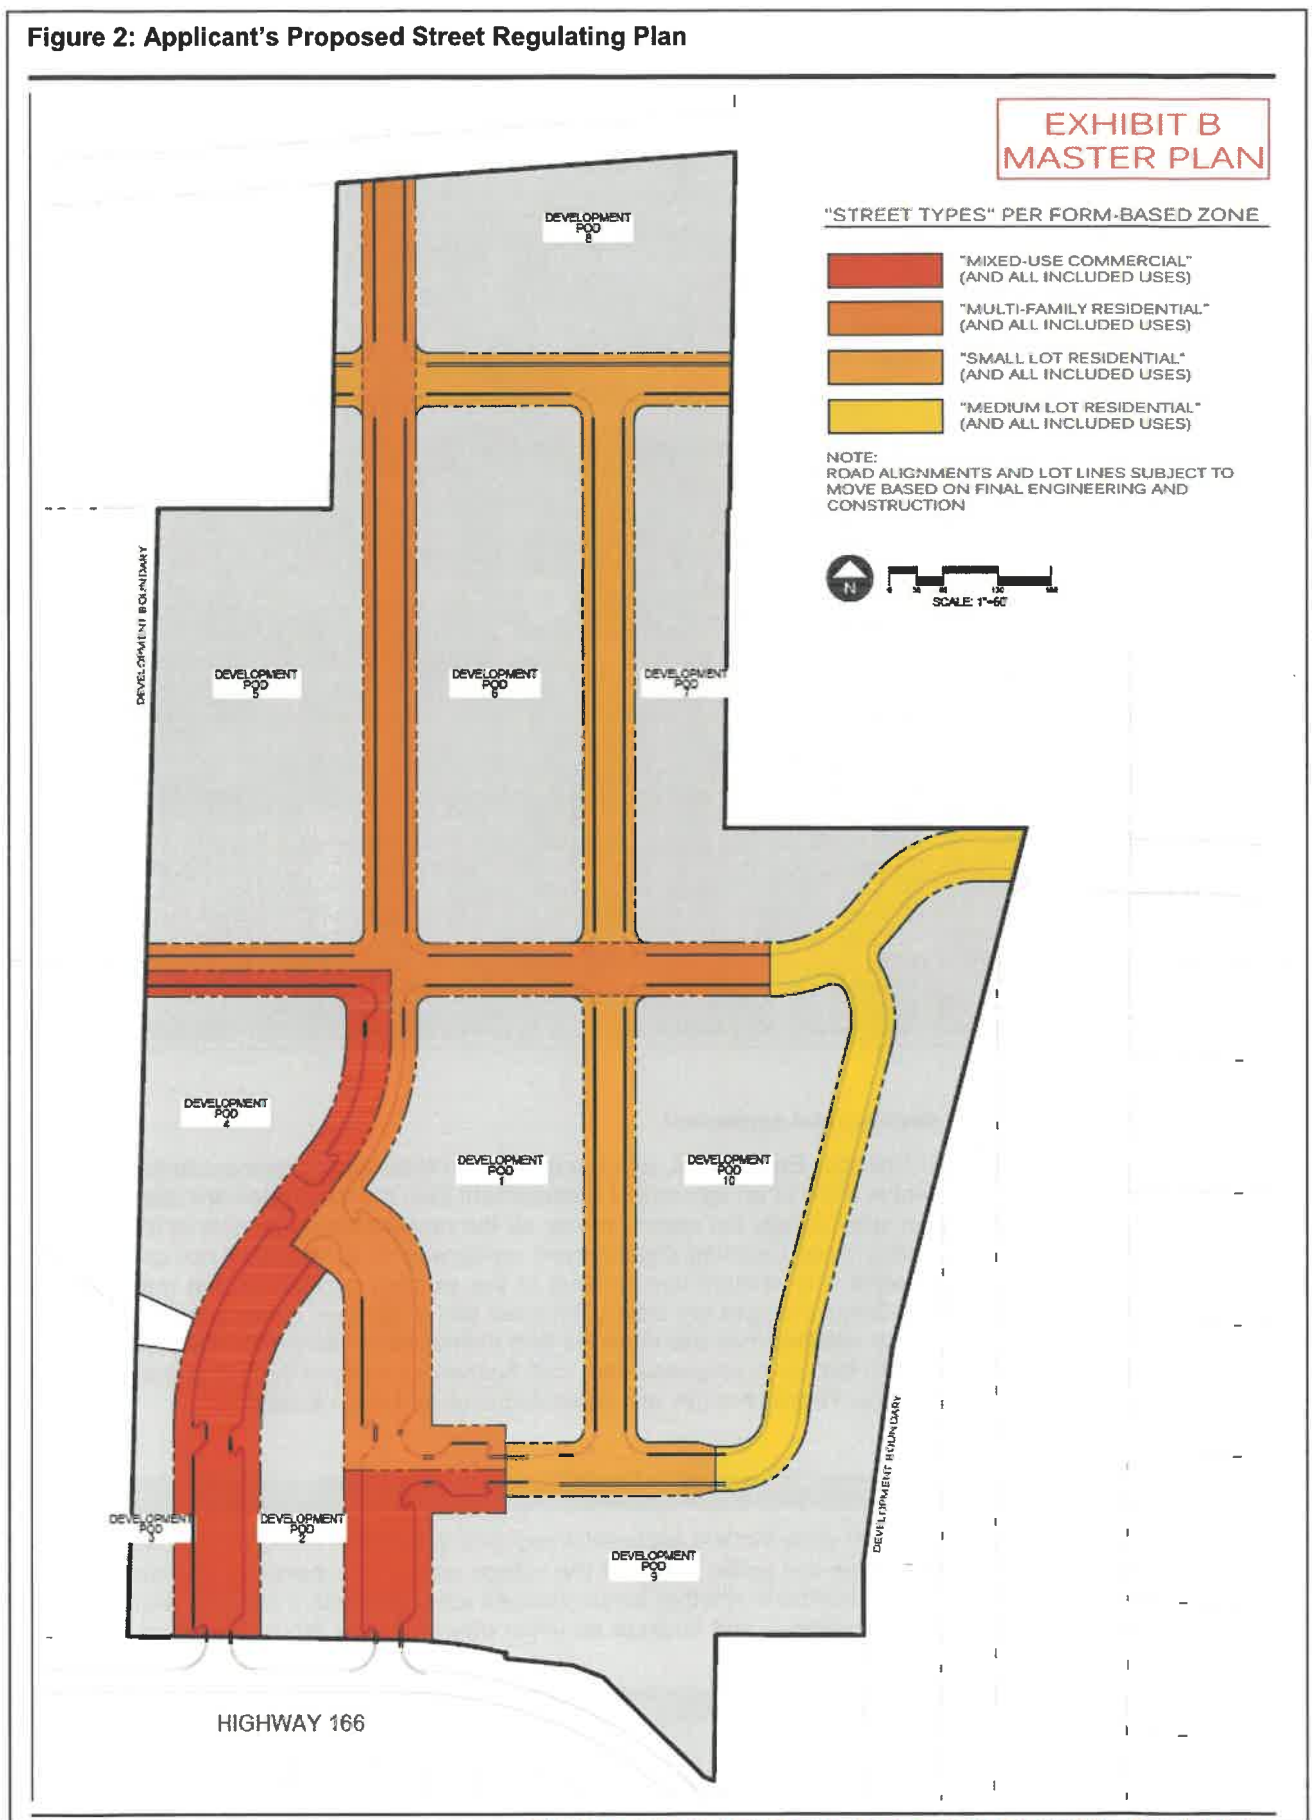 Figure 2: Applicant's Proposed Street Regulating Plan
EXHIBIT B
MASTER PLAN
"STREET TYPES" PER FORM-BASED ZONE
"MIXED-USE COMMERCIAL"
(AND ALL INCLUDED USES)
"MULTI-FAMILY RESIDENTIAL"
(AND ALL INCLUDED USES)
"SMALL LOT RESIDENTIAL"
(AND ALL INCLUDED USES)
"MEDIUM LOT RESIDENTIAL"
(AND ALL INCLUDED USES)
NOTE:
ROAD ALIGNMENTS AND LOT LINES SUBJECT TO
MOVE BASED ON FINAL ENGINEERING AND
CONSTRUCTION
N
SCALE: 1"=60'
DEVELOPMENT
POD
8
DEVELOPMENT BOUNDARY
DEVELOPMENT
POD
5
DEVELOPMENT
POD
6
DEVELOPMENT
POD
7
DEVELOPMENT
POD
4
DEVELOPMENT
POD
1
DEVELOPMENT
POD
10
DEVELOPMENT BOUNDARY
DEVELOPMENT
POD
3
DEVELOPMENT
POD
2
DEVELOPMENT
POD
9
HIGHWAY 166